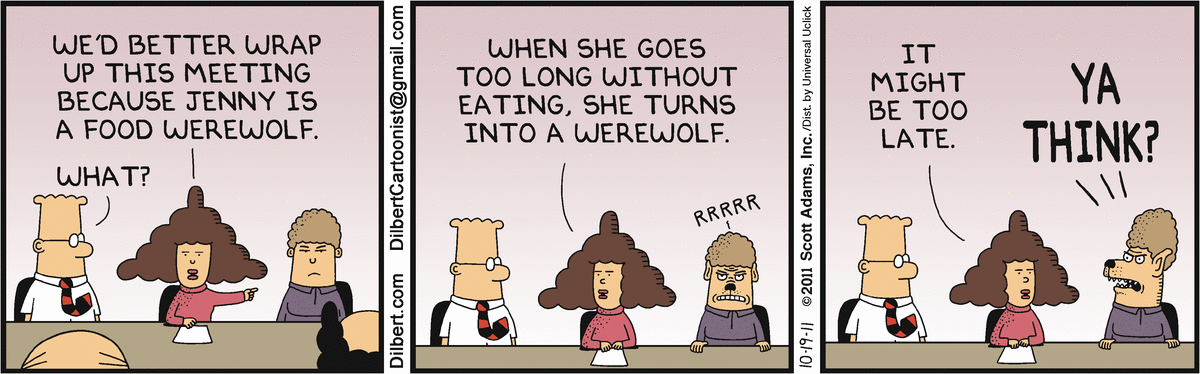 WE'D BETTER WRAP
UP THIS MEETING
BECAUSE JENNY IS
A FOOD WEREWOLF.
WHAT?
Dilbert.com DilbertCartoonist@gmail.com
WHEN SHE GOES
TOO LONG WITHOUT
EATING, SHE TURNS
INTO A WEREWOLF.
RRRRR
10-19-11 ©2011 Scott Adams, Inc. /Dist. by Universal Uclick
IT
MIGHT
BE TOO
LATE.
YA
THINK?